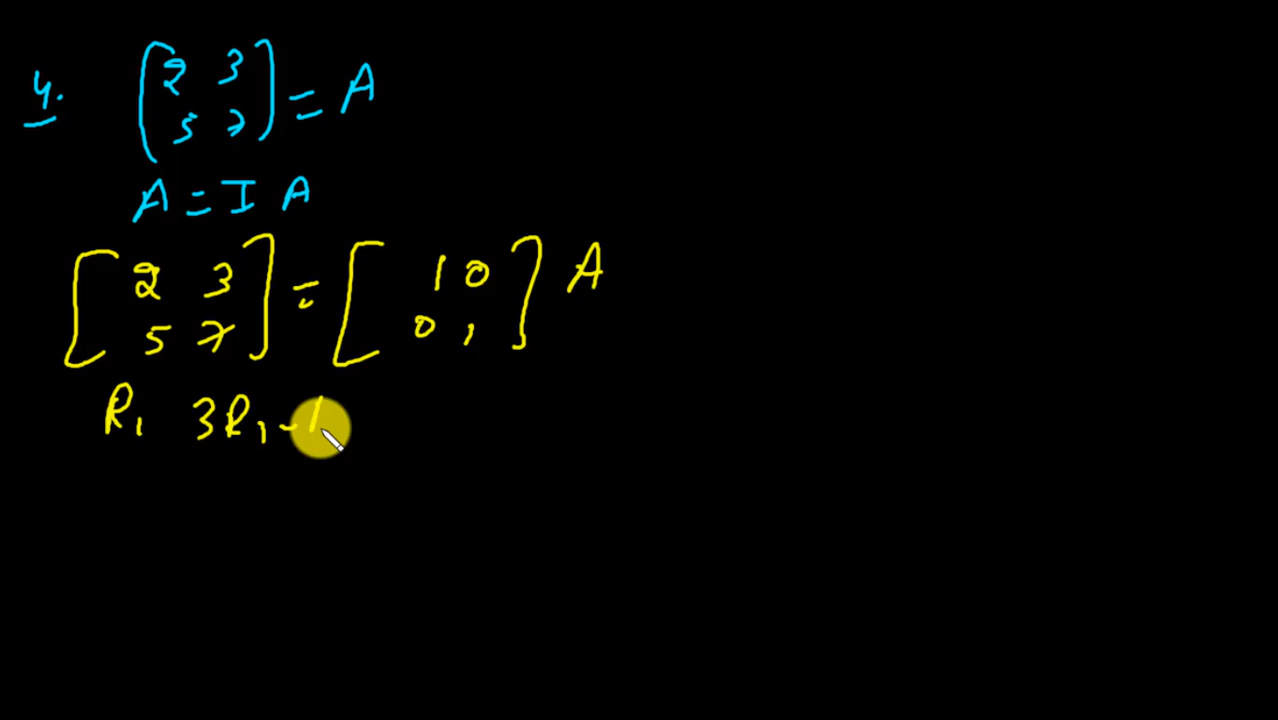 4. [2 3
5 7] = A
A = I A
[2 3
5 7] = [1 0
0 1] A
R1 3R1 -